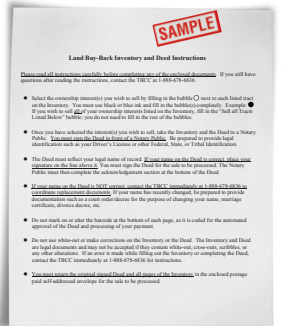 SAMPLE
Land Buy-Back Inventory and Deed Instructions
Please read all instructions carefully before completing any of the enclosed documents. If you still have
questions after reading the instructions, contact the TBCC at 1-888-678-6836
● Select the ownership interest(s) you wish to sell by filling in the bubble ○ next to each listed tract
on the Inventory. You must use black or blue ink and fill in the bubble(s) completely. Example: ●
If you wish to sell all of your ownership interests listed on the Inventory, fill in the "Sell all Tracts
Listed Below" bubble, you do not need to fill in the rest of the bubbles.
● Once you have selected the interest(s) you wish to sell, take the Inventory and the Deed to a Notary
Public. You must sign the Deed in front of a Notary Public. Be prepared to provide legal
identification such as your Driver's License or other Federal, State, or Tribal Identification.
● The Deed must reflect your legal name of record. If your name on the Deed is correct, place your
signature on the line above it. You must sign the Deed for the sale to be processed. The Notary
Public must then complete the acknowledgment section at the bottom of the Deed.
● If your name on the Deed is NOT correct, contact the TBCC immediately at 1-888-678-6836 to
coordinate replacement documents. If your name has recently changed, be prepared to provide
documentation such as a court order/decree for the purpose of changing your name, marriage
certificate, divorce decree, etc.
● Do not mark on or alter the barcode at the bottom of each page, as it is coded for the automated
approval of the Deed and processing of your payment.
● Do not use white-out or make corrections on the Inventory or the Deed. The Inventory and Deed
are legal documents and may not be accepted if they contain white-out, cross-outs, scribbles, or
any other alterations. If an error is made while filling out the Inventory or completing the Deed,
contact the TBCC immediately at 1-888-678-6836 for instructions.
● You must return the original signed Deed and all pages of the Inventory in the enclosed postage
paid self-addressed envelope for the sale to be processed.